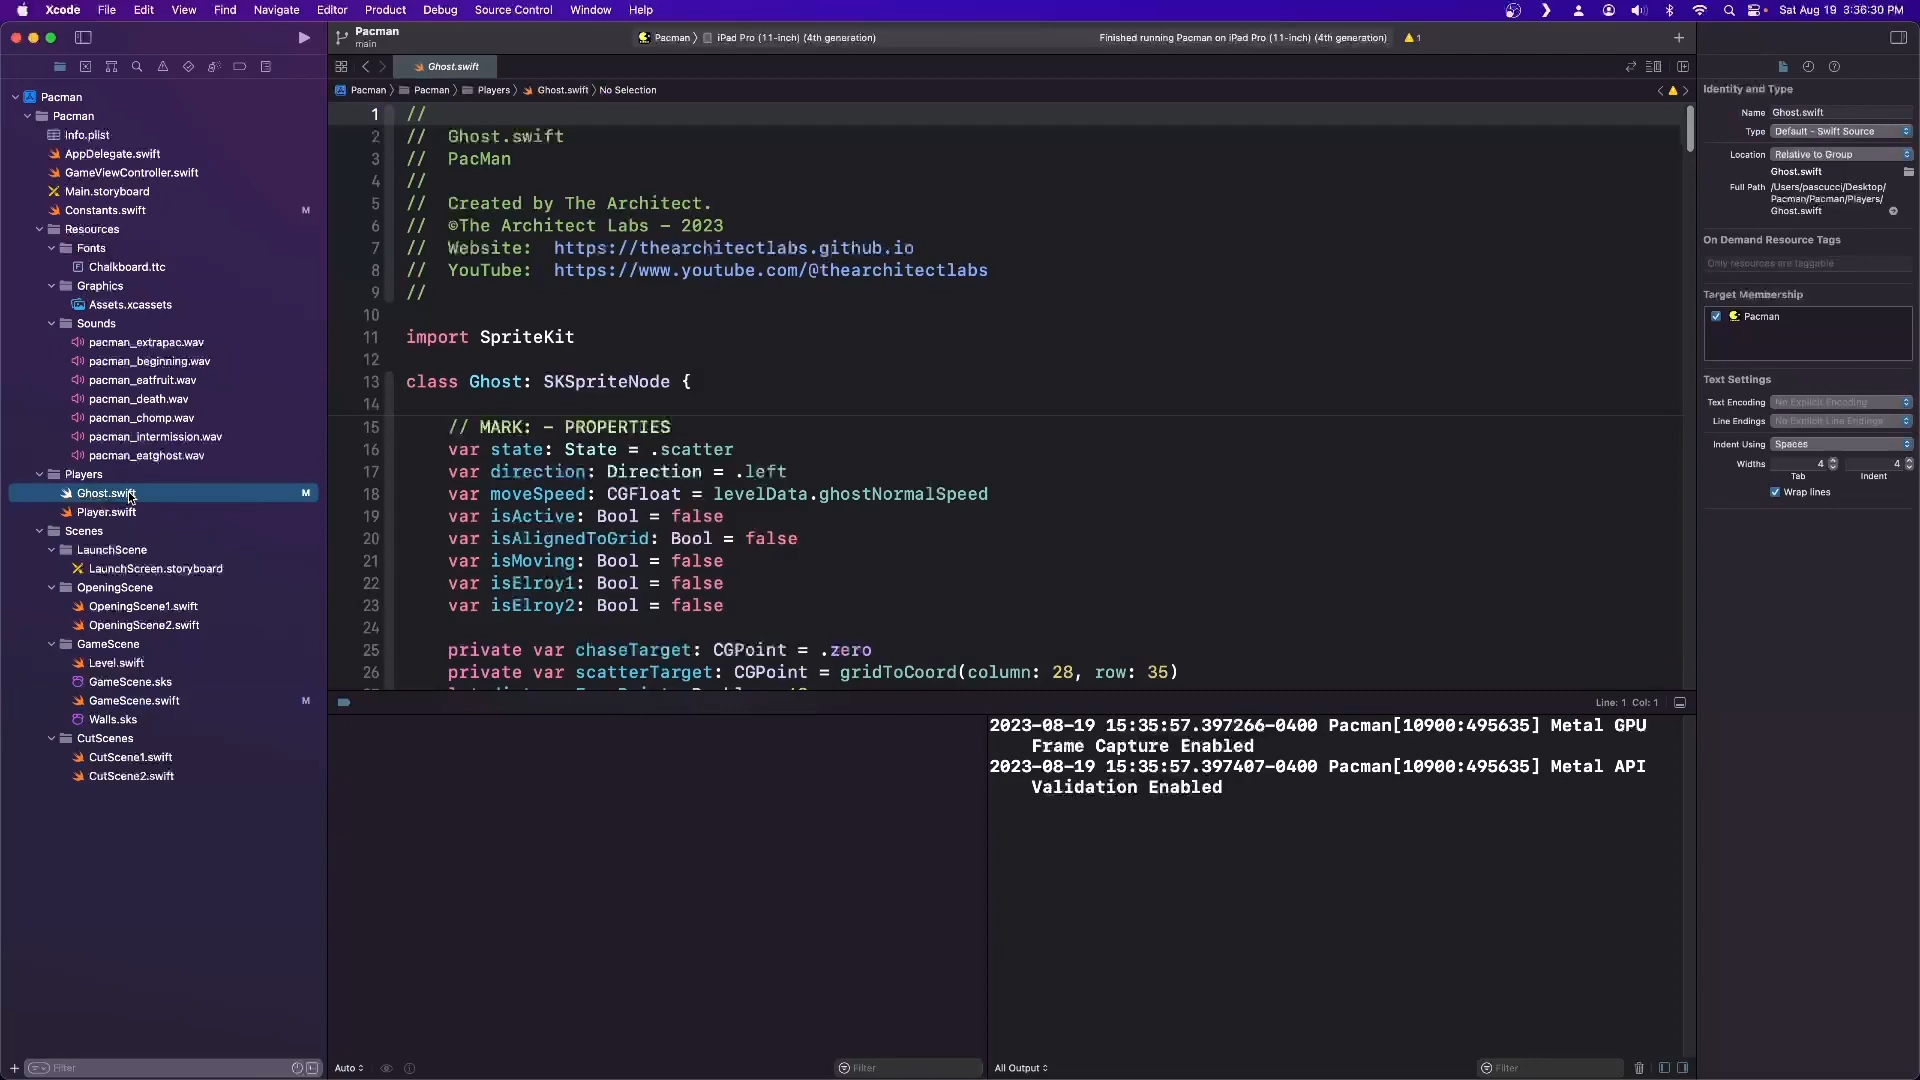 Xcode File Edit View Find Navigate Editor Product Debug Source Control Window Help Sat Aug 19 3:36:30 PM
Pacman
main
Pacman iPad Pro (11-inch) (4th generation) Finished running Pacman on iPad Pro (11-inch) (4th generation) 1
Ghost.swift
Pacman Pacman Players Ghost.swift No Selection
Pacman
Pacman
Info.plist
AppDelegate.swift
GameViewController.swift
Main.storyboard
Constants.swift M
Resources
Fonts
Chalkboard.ttc
Graphics
Assets.xcassets
Sounds
pacman_extrapac.wav
pacman_beginning.wav
pacman_eatfruit.wav
pacman_death.wav
pacman_chomp.wav
pacman_intermission.wav
pacman_eatghost.wav
Players
Ghost.swift M
Player.swift
Scenes
LaunchScene
LaunchScreen.storyboard
OpeningScene
OpeningScene1.swift
OpeningScene2.swift
GameScene
Level.swift
GameScene.sks
GameScene.swift M
Walls.sks
CutScenes
CutScene1.swift
CutScene2.swift
Filter
1 //
2 // Ghost.swift
3 // PacMan
4 //
5 // Created by The Architect.
6 // ©The Architect Labs - 2023
7 // Website: https://thearchitectlabs.github.io
8 // YouTube: https://www.youtube.com/@thearchitectlabs
9 //
10
11 import SpriteKit
12
13 class Ghost: SKSpriteNode {
14
15 // MARK: - PROPERTIES
16 var state: State = .scatter
17 var direction: Direction = .left
18 var moveSpeed: CGFloat = levelData.ghostNormalSpeed
19 var isActive: Bool = false
20 var isAlignedToGrid: Bool = false
21 var isMoving: Bool = false
22 var isElroy1: Bool = false
23 var isElroy2: Bool = false
24
25 private var chaseTarget: CGPoint = .zero
26 private var scatterTarget: CGPoint = gridToCoord(column: 28, row: 35)
Line: 1 Col: 1
2023-08-19 15:35:57.397266-0400 Pacman[10900:495635] Metal GPU
Frame Capture Enabled
2023-08-19 15:35:57.397407-0400 Pacman[10900:495635] Metal API
Validation Enabled
Auto Filter All Output Filter
Identity and Type
Name Ghost.swift
Type Default - Swift Source
Location Relative to Group
Ghost.swift
Full Path /Users/pascucci/Desktop/
Pacman/Pacman/Players/
Ghost.swift
On Demand Resource Tags
Only resources are taggable
Target Membership
Pacman
Text Settings
Text Encoding No Explicit Encoding
Line Endings No Explicit Line Endings
Indent Using Spaces
Widths 4 4
Tab Indent
Wrap lines